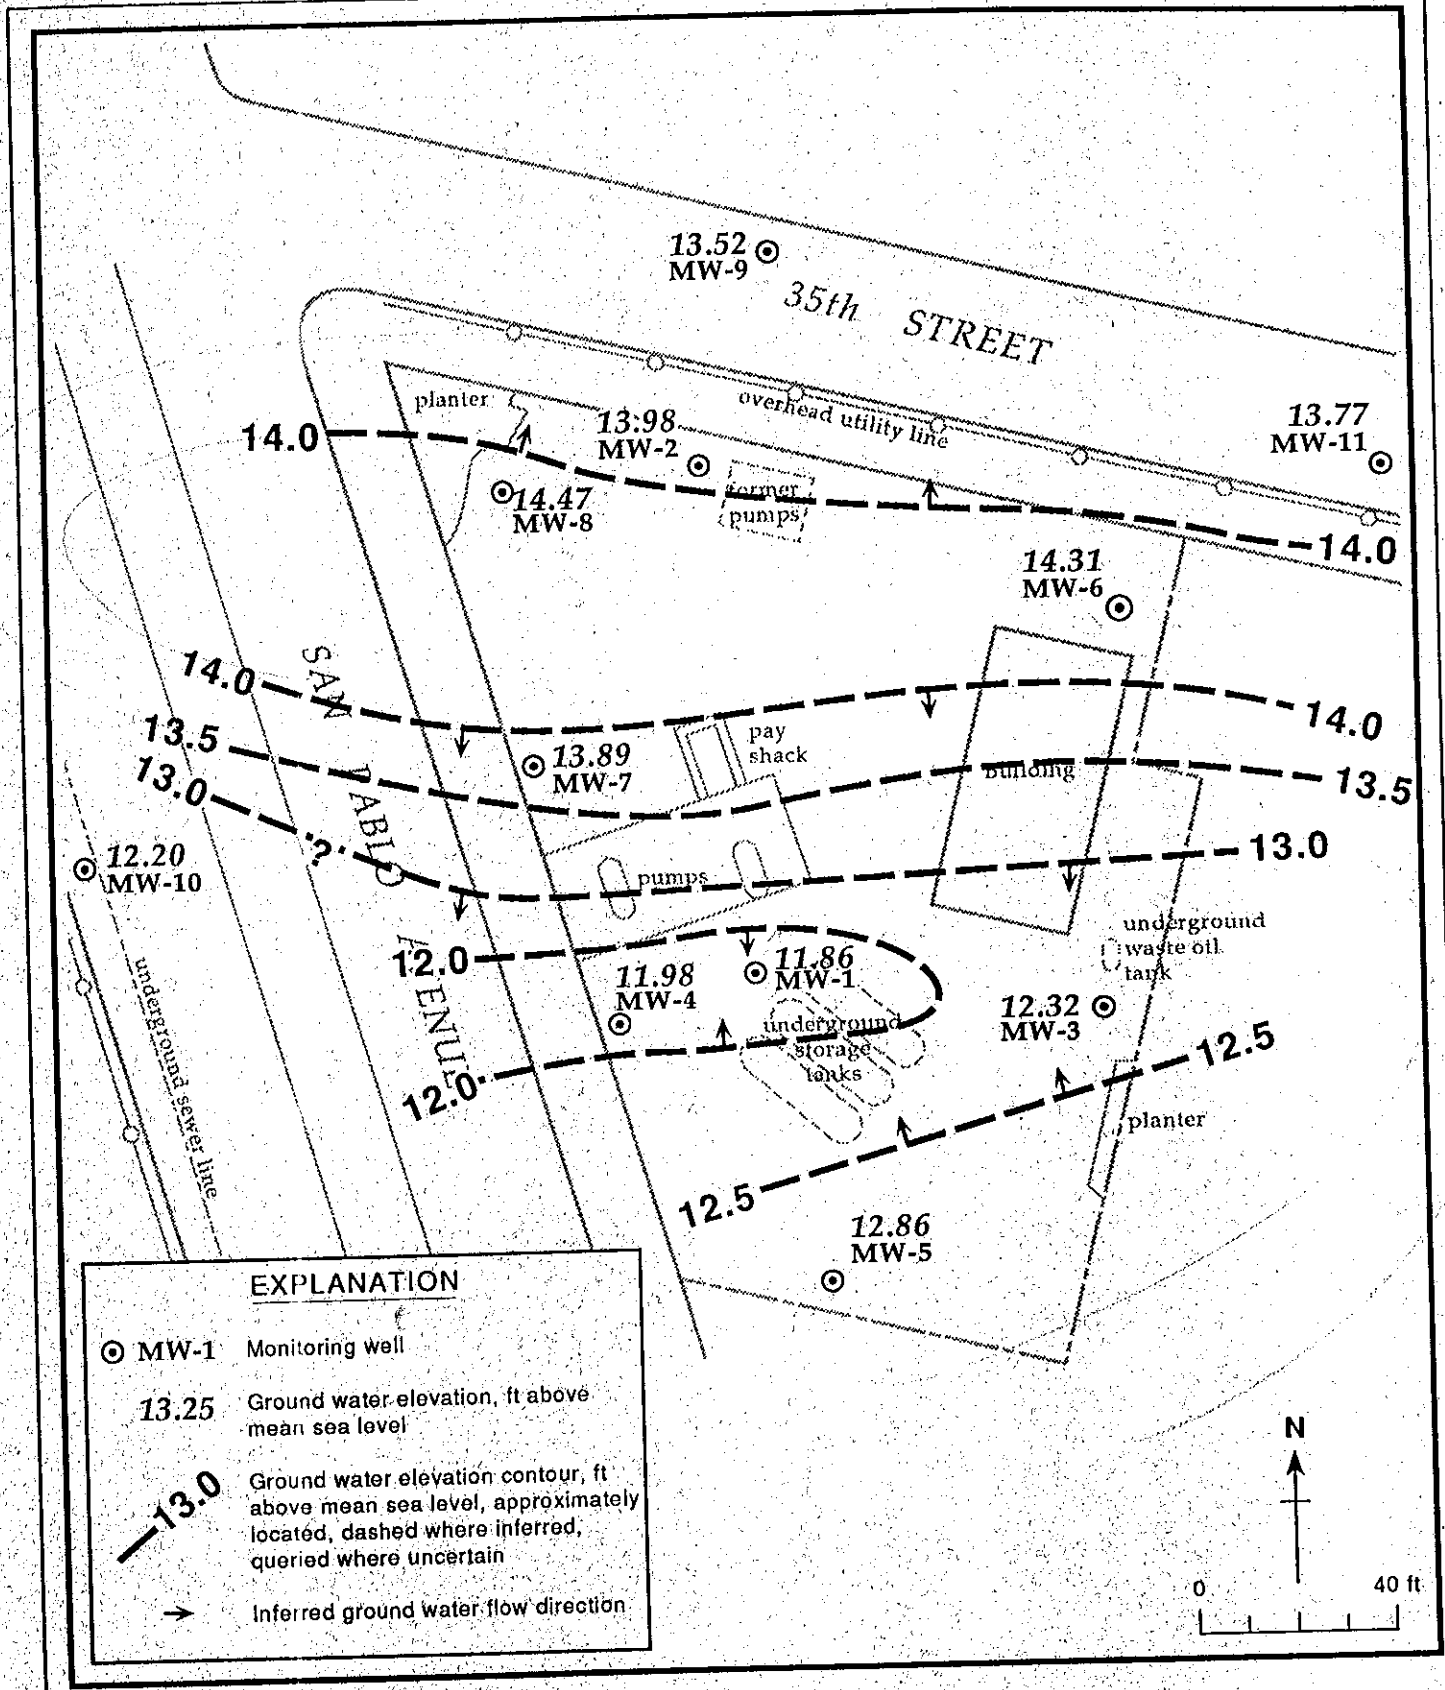 13.52
MW-9
35th STREET
planter
14.0
13:98
MW-2
overhead utility line
13.77
MW-11
14.47
MW-8
former
pumps
14.0
14.31
MW-6
SAN PABLO AVENUE
14.0
13.5
13.0
?
13.89
MW-7
pay
shack
14.0
building
13.5
12.20
MW-10
pumps
13.0
underground
waste oil
tank
12.0
11.98
MW-4
11.86
MW-1
underground
storage
tanks
12.32
MW-3
12.5
12.0
underground sewer line
planter
12.5
12.86
MW-5
EXPLANATION
MW-1 Monitoring well
13.25 Ground water elevation, ft above
mean sea level
13.0 Ground water elevation contour, ft
above mean sea level, approximately
located, dashed where inferred,
queried where uncertain
Inferred ground water flow direction
N
0 40 ft